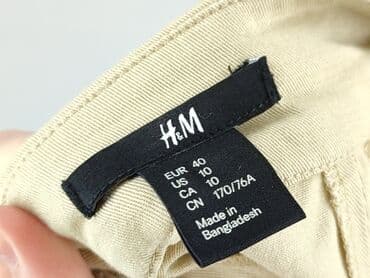 H&M
EUR 40
US 10
CA 10
CN 170/76A
Made in
Bangladesh